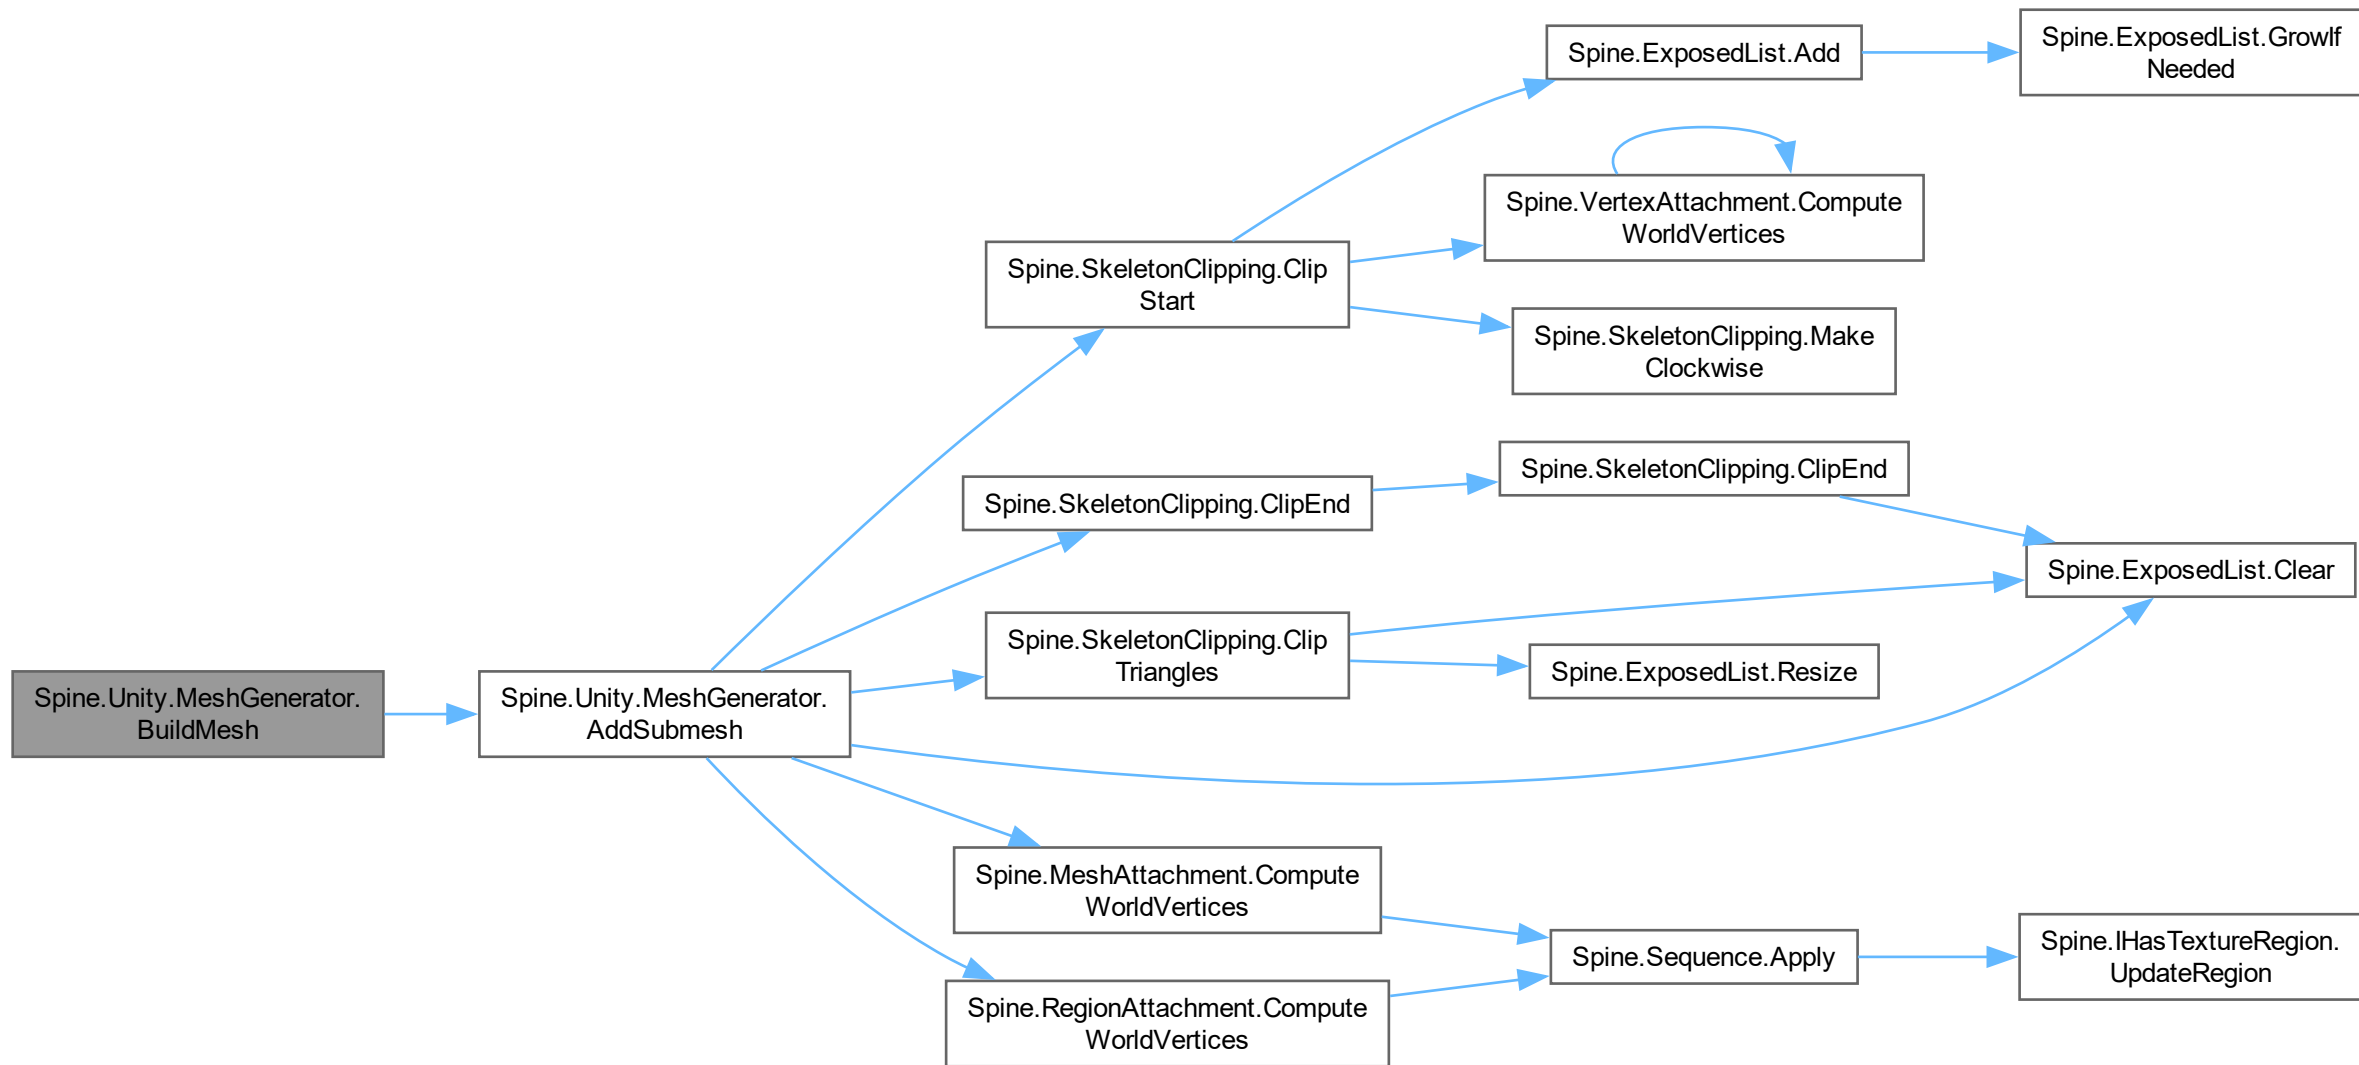 Spine.Unity.MeshGenerator.
BuildMesh
Spine.Unity.MeshGenerator.
AddSubmesh
Spine.SkeletonClipping.Clip
Start
Spine.SkeletonClipping.ClipEnd
Spine.SkeletonClipping.Clip
Triangles
Spine.MeshAttachment.Compute
WorldVertices
Spine.RegionAttachment.Compute
WorldVertices
Spine.ExposedList.Add
Spine.VertexAttachment.Compute
WorldVertices
Spine.SkeletonClipping.Make
Clockwise
Spine.SkeletonClipping.ClipEnd
Spine.ExposedList.Resize
Spine.Sequence.Apply
Spine.ExposedList.GrowIf
Needed
Spine.ExposedList.Clear
Spine.IHasTextureRegion.
UpdateRegion